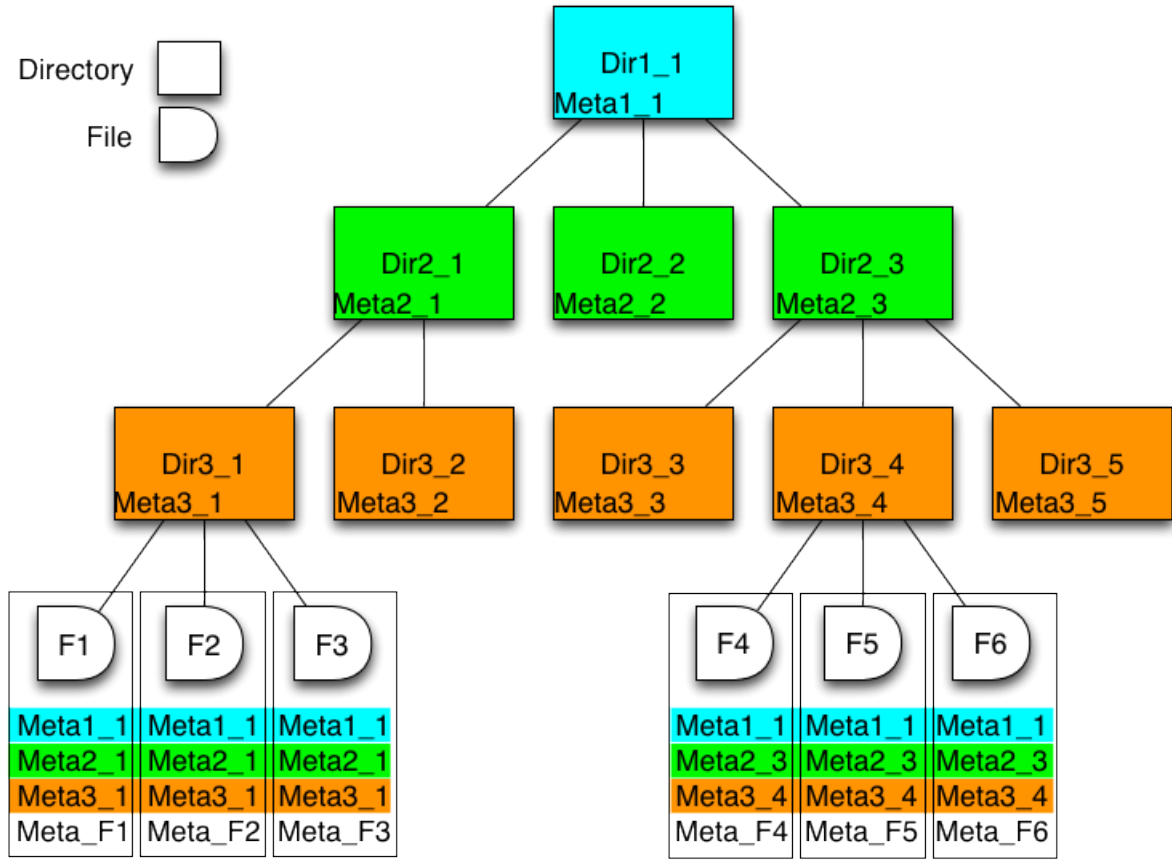 Directory
File
Dir1_1
Meta1_1
Dir2_1
Meta2_1
Dir2_2
Meta2_2
Dir2_3
Meta2_3
Dir3_1
Meta3_1
Dir3_2
Meta3_2
Dir3_3
Meta3_3
Dir3_4
Meta3_4
Dir3_5
Meta3_5
F1
Meta1_1
Meta2_1
Meta3_1
Meta_F1
F2
Meta1_1
Meta2_1
Meta3_1
Meta_F2
F3
Meta1_1
Meta2_1
Meta3_1
Meta_F3
F4
Meta1_1
Meta2_3
Meta3_4
Meta_F4
F5
Meta1_1
Meta2_3
Meta3_4
Meta_F5
F6
Meta1_1
Meta2_3
Meta3_4
Meta_F6